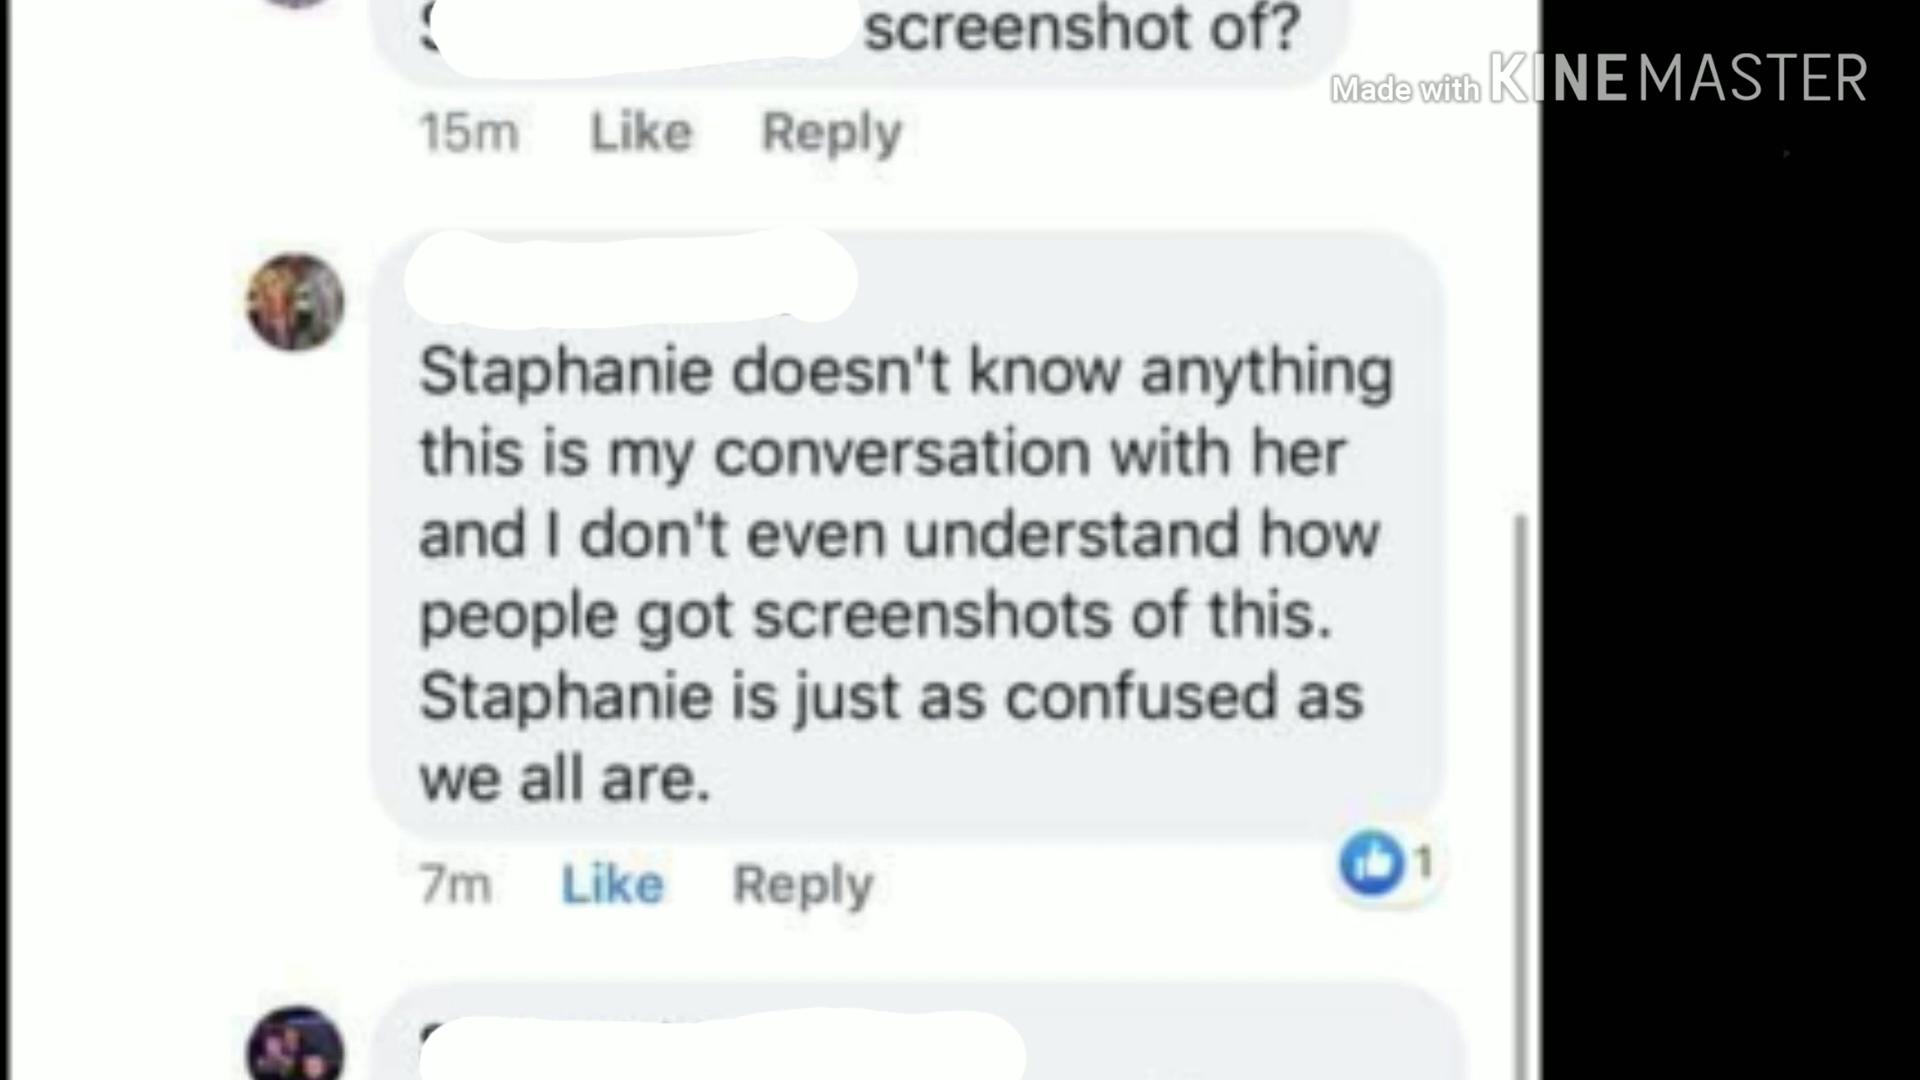 screenshot of?
Made with KINEMASTER
15m Like Reply
Staphanie doesn't know anything
this is my conversation with her
and I don't even understand how
people got screenshots of this.
Staphanie is just as confused as
we all are.
7m Like Reply 1